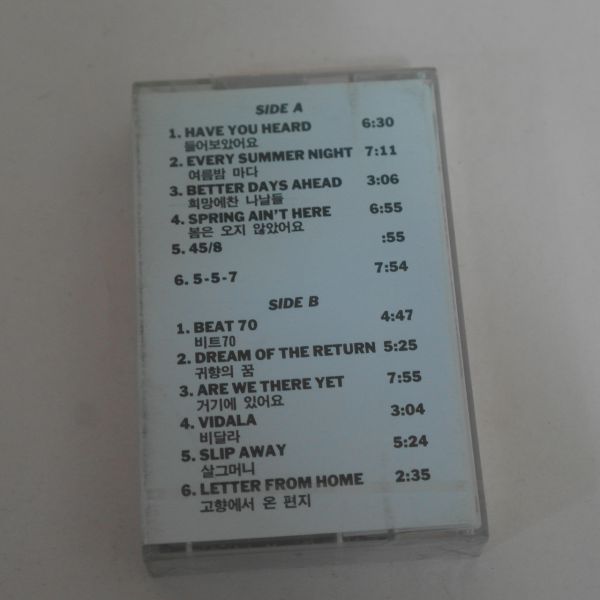 SIDE A
1. HAVE YOU HEARD 6:30
들어보았어요
2. EVERY SUMMER NIGHT 7:11
여름밤 마다
3. BETTER DAYS AHEAD 3:06
희망에찬 나날들
4. SPRING AIN'T HERE 6:55
봄은 오지 않았어요
5. 45/8 :55
6. 5-5-7 7:54
SIDE B
1. BEAT 70 4:47
비트70
2. DREAM OF THE RETURN 5:25
귀향의 꿈
3. ARE WE THERE YET 7:55
거기에 있어요
4. VIDALA 3:04
비달라
5. SLIP AWAY 5:24
살그머니
6. LETTER FROM HOME 2:35
고향에서 온 편지